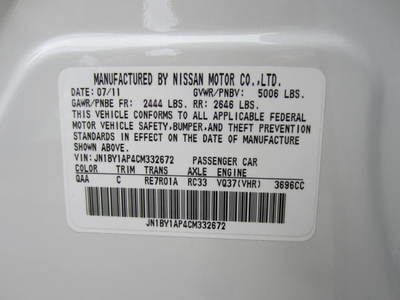 MANUFACTURED BY NISSAN MOTOR CO.,LTD.
DATE: 07/11 GVWR/PNBV: 5006 LBS.
GAWR/PNBE FR: 2444 LBS. RR: 2646 LBS.
THIS VEHICLE CONFORMS TO ALL APPLICABLE FEDERAL
MOTOR VEHICLE SAFETY,BUMPER,AND THEFT PREVENTION
STANDARDS IN EFFECT ON THE DATE OF MANUFACTURE
SHOWN ABOVE.
VIN: JN1BY1AP4CM332672 PASSENGER CAR
COLOR TRIM TRANS AXLE ENGINE
QAA C RE7R01A RC33 VQ37(VHR) 3696CC
JN1BY1AP4CM332672